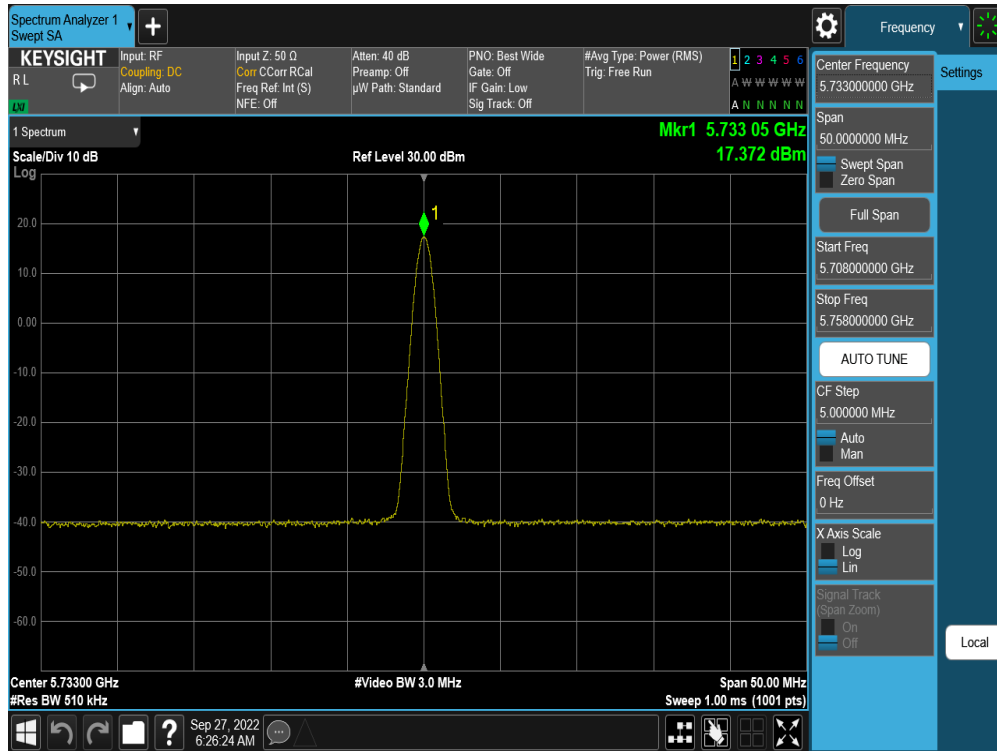 Spectrum Analyzer 1
Swept SA
+
Frequency
KEYSIGHT
R L
LXI
Input: RF
Coupling: DC
Align: Auto
Input Z: 50 Ω
Corr CCorr RCal
Freq Ref: Int (S)
NFE: Off
Atten: 40 dB
Preamp: Off
µW Path: Standard
PNO: Best Wide
Gate: Off
IF Gain: Low
Sig Track: Off
#Avg Type: Power (RMS)
Trig: Free Run
1 2 3 4 5 6
A W W W W W
A N N N N N
1 Spectrum
Scale/Div 10 dB
Log
Ref Level 30.00 dBm
Mkr1 5.733 05 GHz
17.372 dBm
1
20.0
10.0
0.00
-10.0
-20.0
-30.0
-40.0
-50.0
-60.0
Center 5.73300 GHz
#Res BW 510 kHz
#Video BW 3.0 MHz
Span 50.00 MHz
Sweep 1.00 ms (1001 pts)
Center Frequency
5.733000000 GHz
Settings
Span
50.0000000 MHz
Swept Span
Zero Span
Full Span
Start Freq
5.708000000 GHz
Stop Freq
5.758000000 GHz
AUTO TUNE
CF Step
5.000000 MHz
Auto
Man
Freq Offset
0 Hz
X Axis Scale
Log
Lin
Signal Track
(Span Zoom)
On
Off
Local
?
Sep 27, 2022
6:26:24 AM